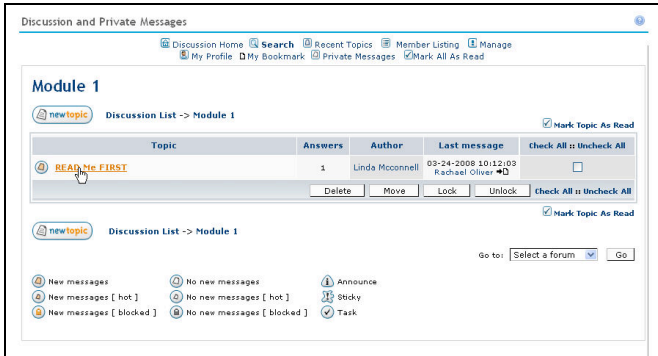 Discussion and Private Messages
Discussion Home Search Recent Topics Member Listing Manage
My Profile My Bookmark Private Messages Mark All As Read
Module 1
newtopic Discussion List -> Module 1
Mark Topic As Read
Topic Answers Author Last message Check All :: Uncheck All
READ Me FIRST 1 Linda Mcconnell 03-24-2008 10:12:03
Rachael Oliver
Delete Move Lock Unlock Check All :: Uncheck All
Mark Topic As Read
newtopic Discussion List -> Module 1
Go to: Select a forum Go
New messages No new messages Announce
New messages [ hot ] No new messages [ hot ] Sticky
New messages [ blocked ] No new messages [ blocked ] Task